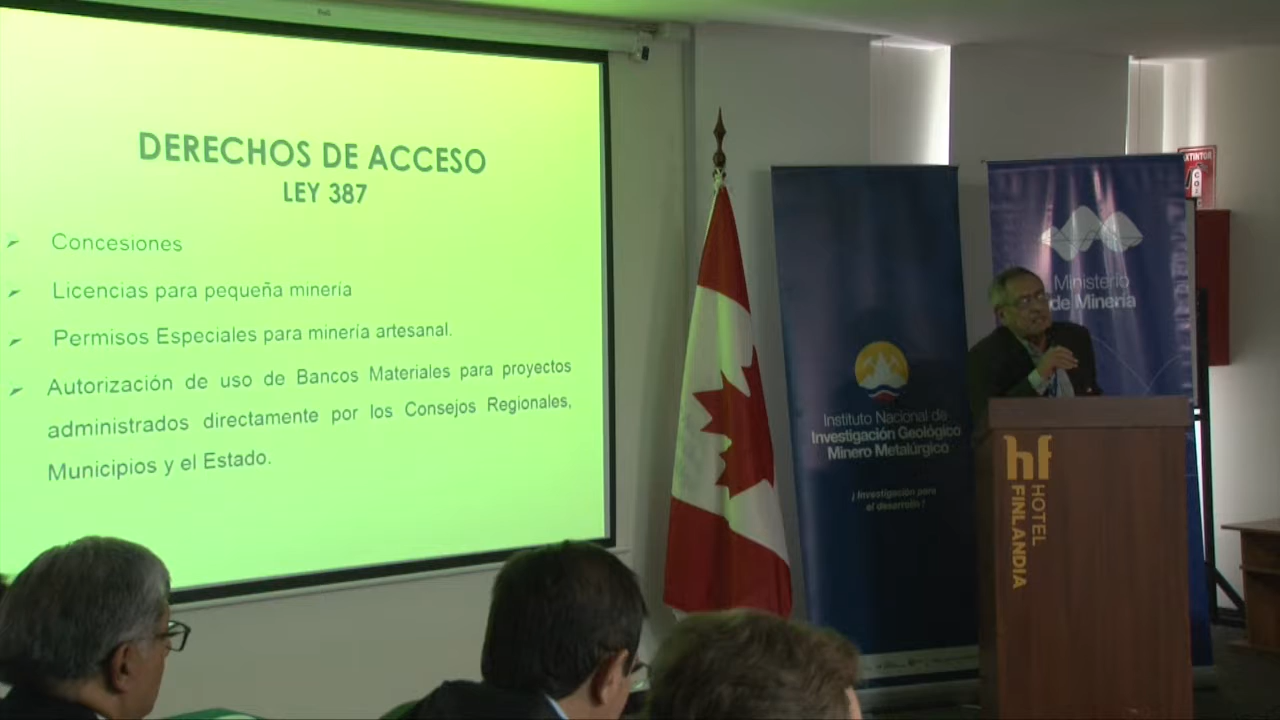 DERECHOS DE ACCESO
LEY 387
Concesiones
Licencias para pequeña minería
Permisos Especiales para minería artesanal.
Autorización de uso de Bancos Materiales para proyectos
administrados directamente por los Consejos Regionales,
Municipios y el Estado.
Instituto Nacional de
Investigación Geológico
Minero Metalúrgico
¡ Investigación para
el desarrollo !
Ministerio
de Minería
EXTINTOR
CO2
hf
HOTEL
FINLANDIA